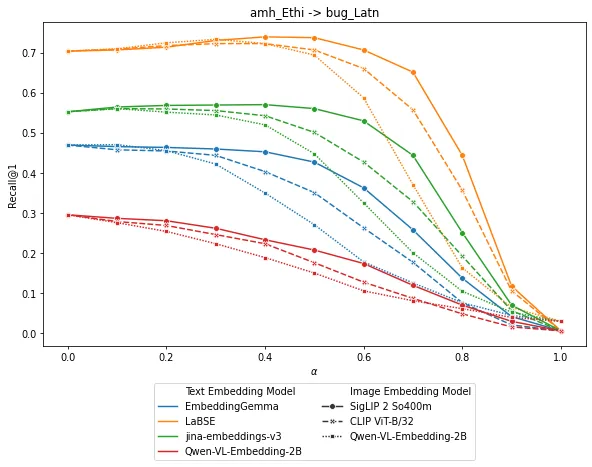 amh_Ethi -> bug_Latn
Recall@1
0.7
0.6
0.5
0.4
0.3
0.2
0.1
0.0
0.0 0.2 0.4 0.6 0.8 1.0
α
Text Embedding Model Image Embedding Model
EmbeddingGemma SigLIP 2 So400m
LaBSE CLIP ViT-B/32
jina-embeddings-v3 Qwen-VL-Embedding-2B
Qwen-VL-Embedding-2B